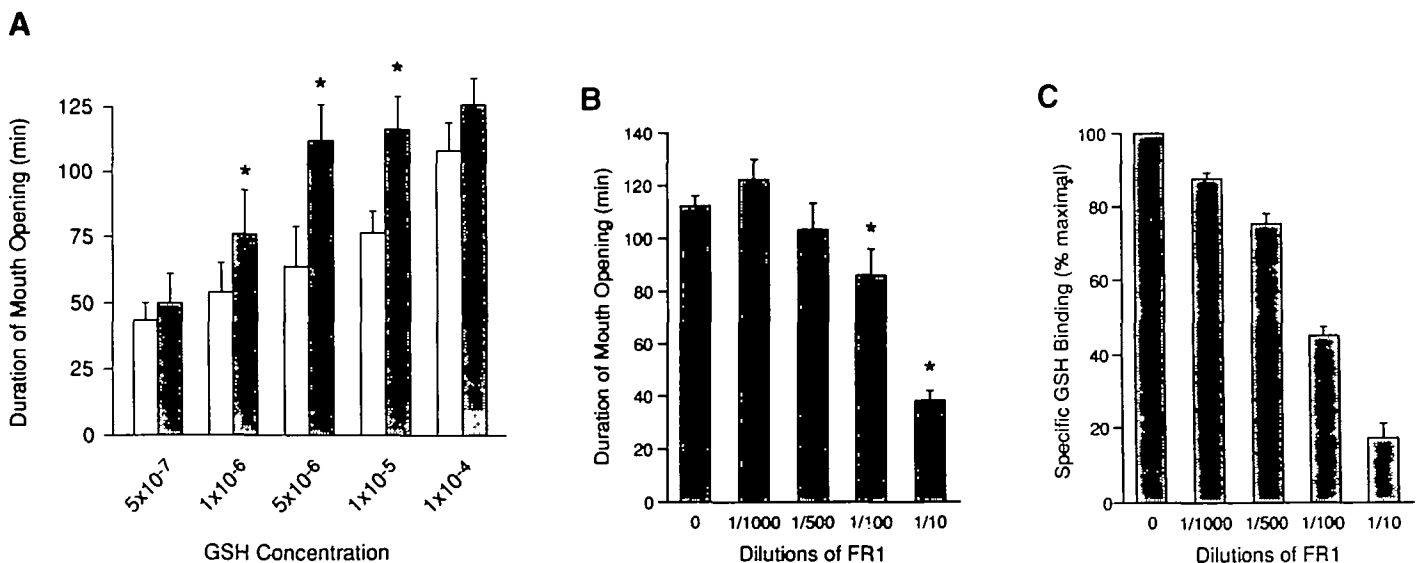 A
Duration of Mouth Opening (min)
125
100
75
50
25
0
*
*
*
5x10-7
1x10-6
5x10-6
1x10-5
1x10-4
GSH Concentration
B
Duration of Mouth Opening (min)
140
120
100
80
60
40
20
0
*
*
0 1/1000 1/500 1/100 1/10
Dilutions of FR1
C
Specific GSH Binding (% maximal)
100
80
60
40
20
0
0 1/1000 1/500 1/100 1/10
Dilutions of FR1